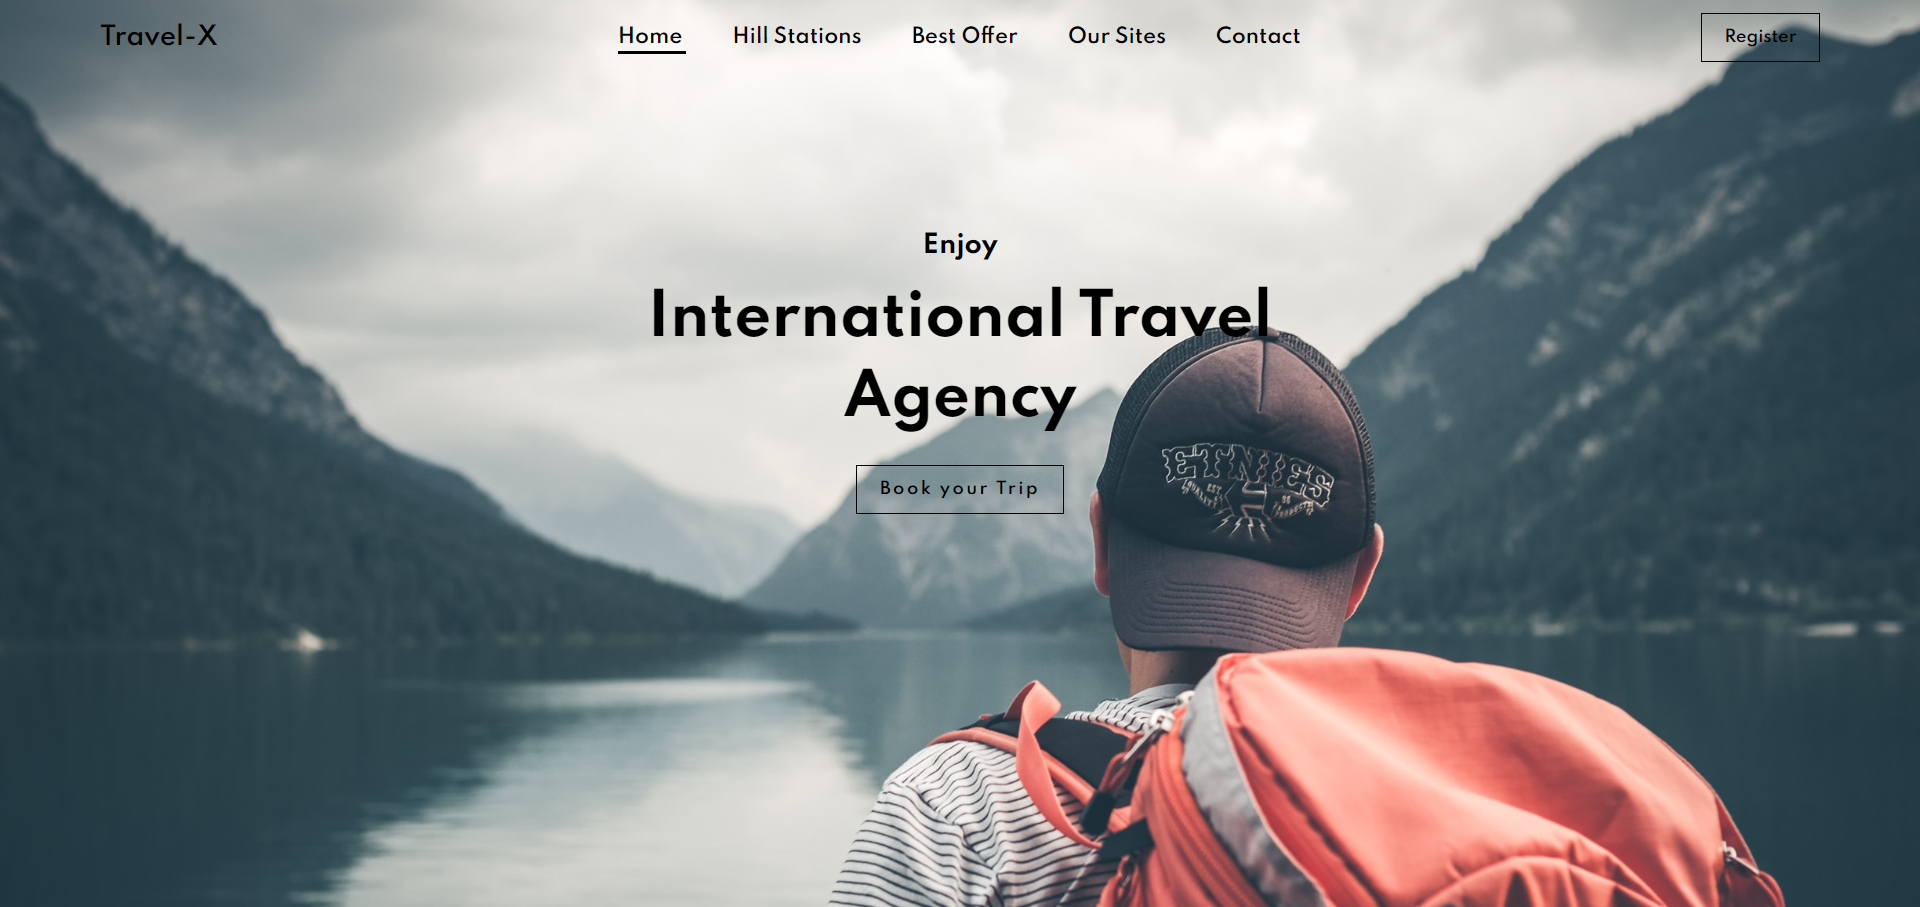 Travel-X
Home
Hill Stations
Best Offer
Our Sites
Contact
Register
Enjoy
International Travel
Agency
Book your Trip
ETNIES